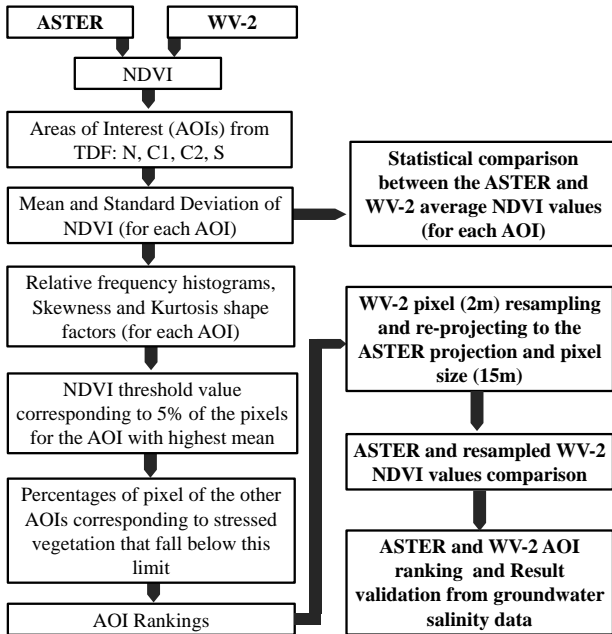 ASTER
WV-2
NDVI
Areas of Interest (AOIs) from
TDF: N, C1, C2, S
Mean and Standard Deviation of
NDVI (for each AOI)
Relative frequency histograms,
Skewness and Kurtosis shape
factors (for each AOI)
NDVI threshold value
corresponding to 5% of the pixels
for the AOI with highest mean
Percentages of pixel of the other
AOIs corresponding to stressed
vegetation that fall below this
limit
AOI Rankings
Statistical comparison
between the ASTER and
WV-2 average NDVI values
(for each AOI)
WV-2 pixel (2m) resampling
and re-projecting to the
ASTER projection and pixel
size (15m)
ASTER and resampled WV-2
NDVI values comparison
ASTER and WV-2 AOI
ranking and Result
validation from groundwater
salinity data